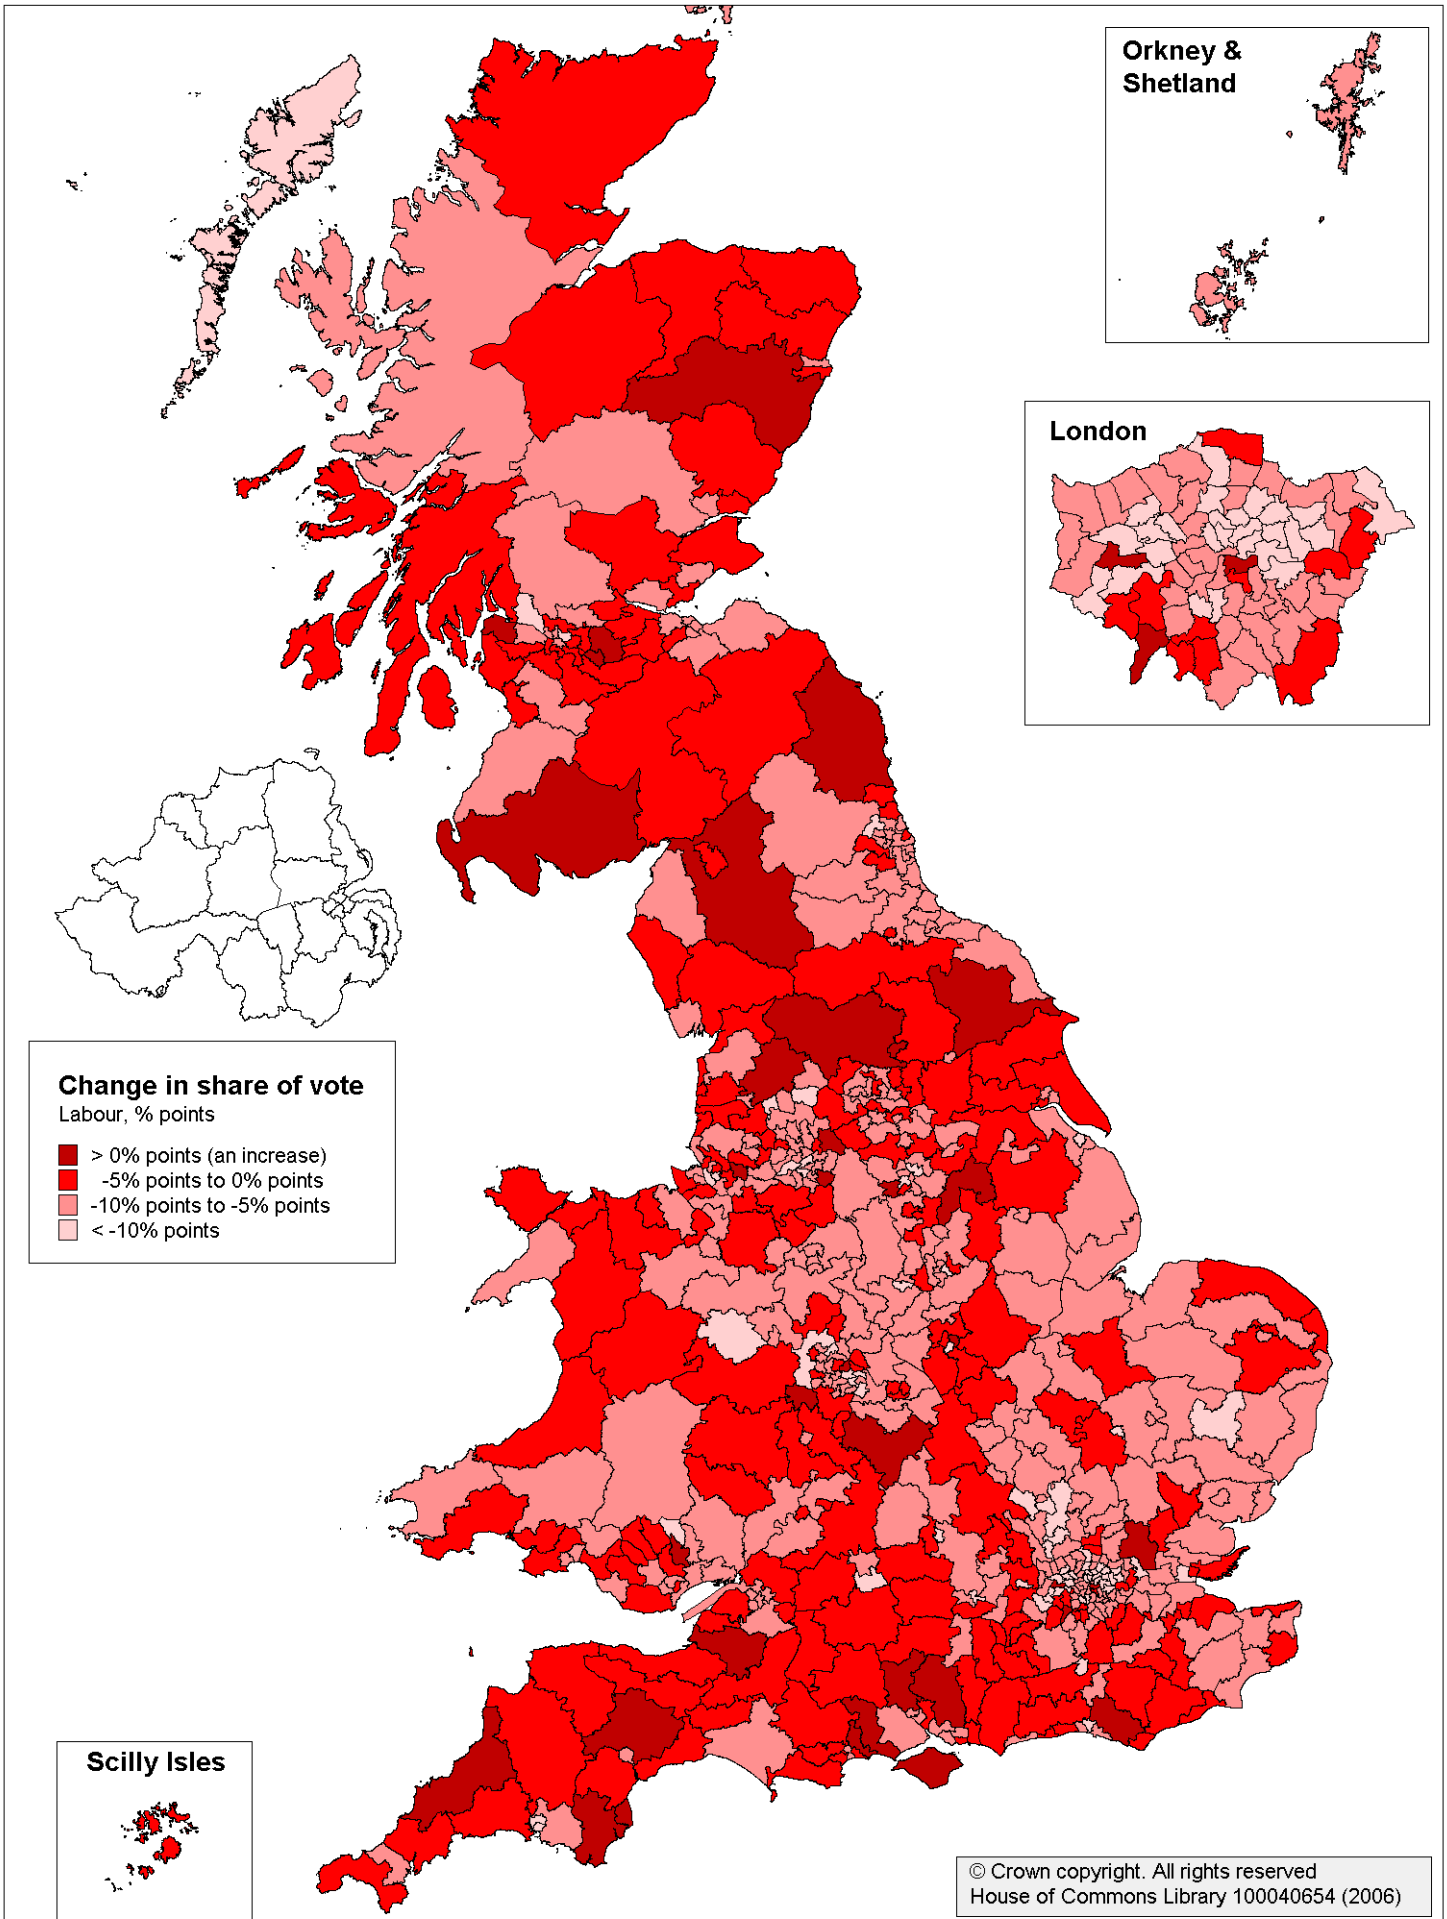 Orkney &
Shetland
London
Change in share of vote
Labour, % points
> 0% points (an increase)
-5% points to 0% points
-10% points to -5% points
< -10% points
Scilly Isles
© Crown copyright. All rights reserved
House of Commons Library 100040654 (2006)